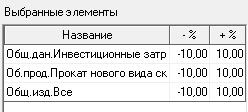 Выбранные элементы
Название - % + %
Общ.дан.Инвестиционные затр -10,00 10,00
Об.прод.Прокат нового вида ск -10,00 10,00
Общ.изд.Все -10,00 10,00